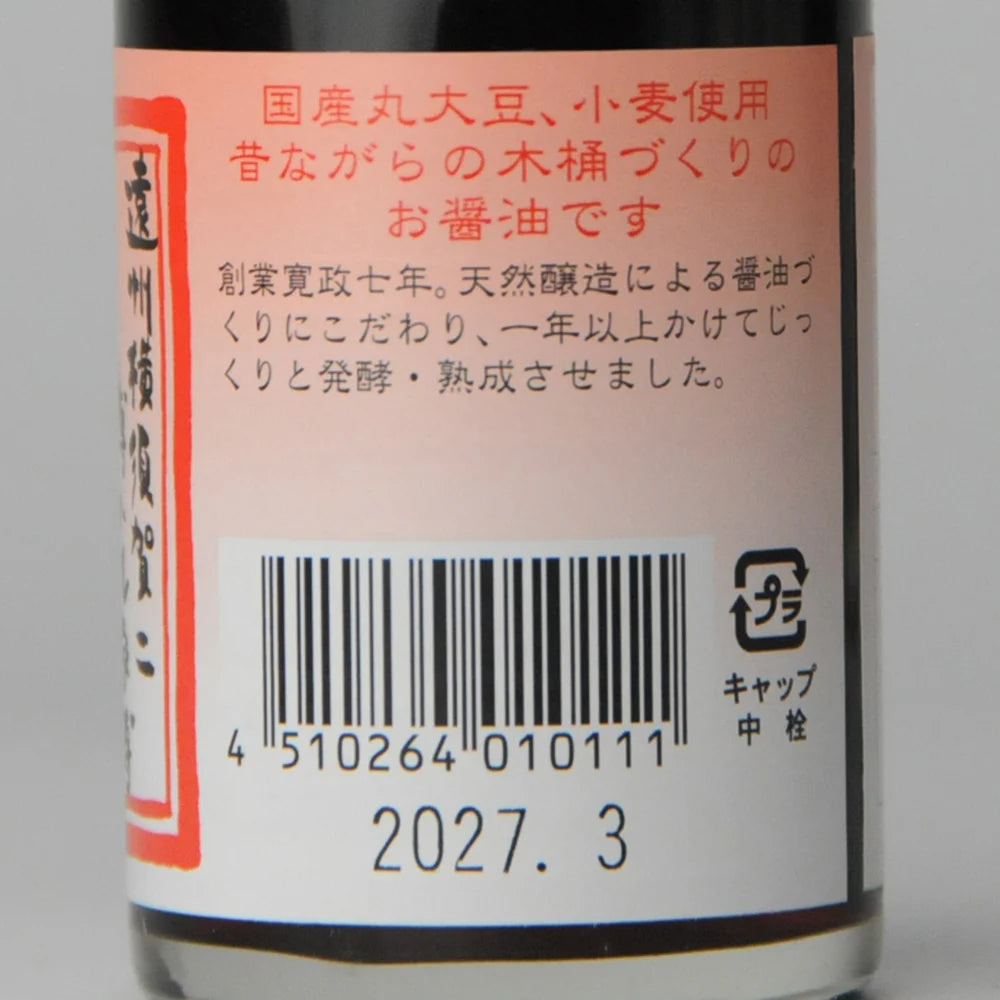 国産丸大豆、小麦使用
昔ながらの木桶づくりの
お醤油です
創業寛政七年。天然醸造による醤油づ
くりにこだわり、一年以上かけてじっ
くりと発酵・熟成させました。
遠州横須賀二
プラ
キャップ
中栓
4 510264 010111
2027. 3